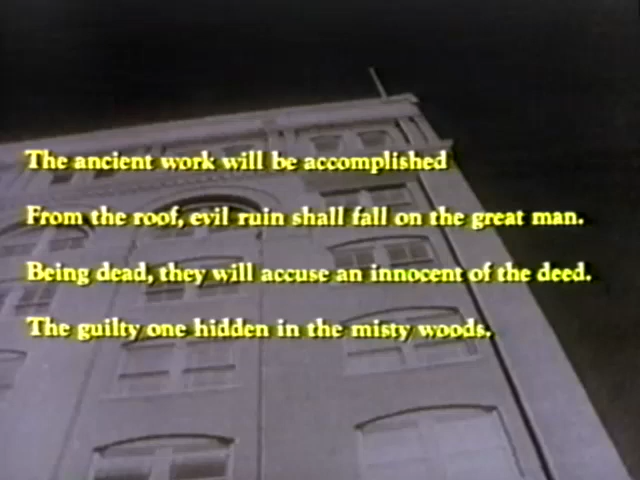 The ancient work will be accomplished
From the roof, evil ruin shall fall on the great man.
Being dead, they will accuse an innocent of the deed.
The guilty one hidden in the misty woods.